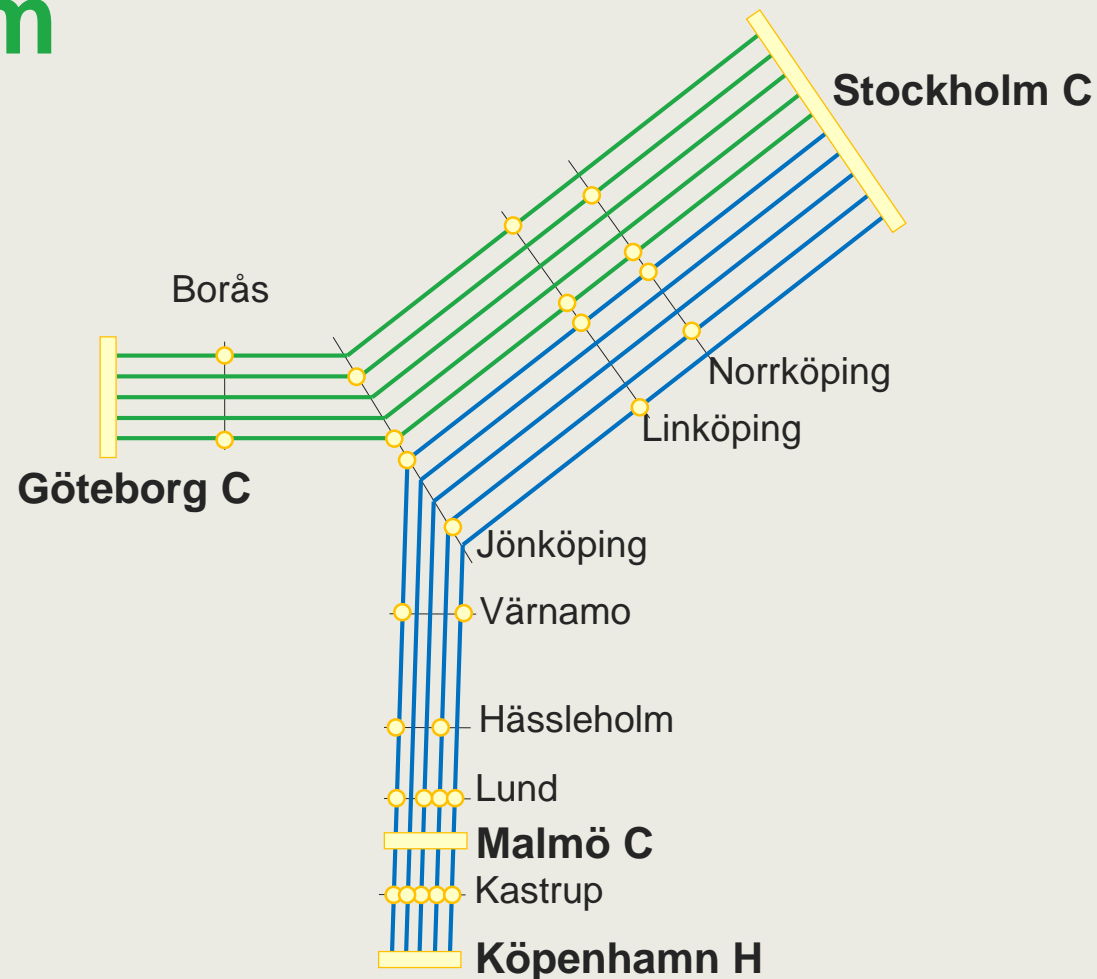 m
Stockholm C
Borås
Norrköping
Linköping
Göteborg C
Jönköping
Värnamo
Hässleholm
Lund
Malmö C
Kastrup
Köpenhamn H